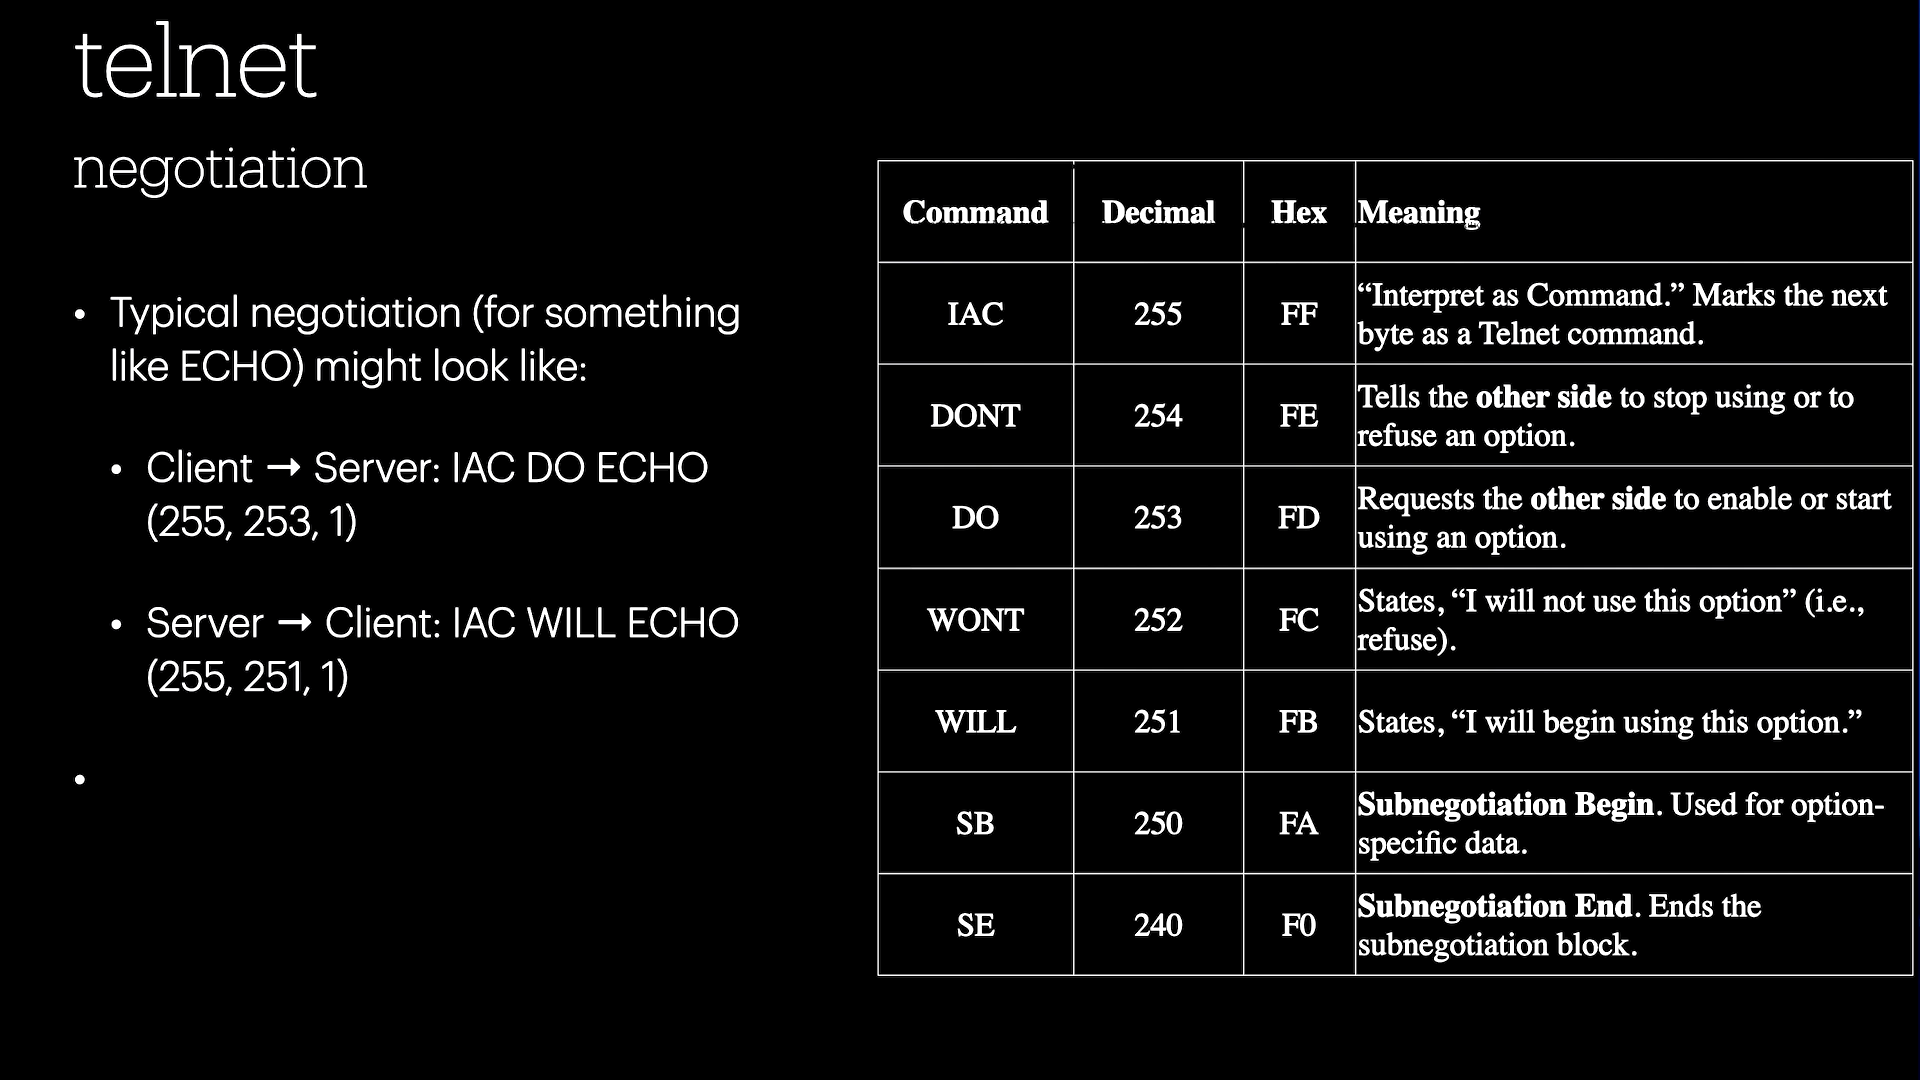 telnet
negotiation
• Typical negotiation (for something
like ECHO) might look like:
• Client → Server: IAC DO ECHO
(255, 253, 1)
• Server → Client: IAC WILL ECHO
(255, 251, 1)
•
Command Decimal Hex Meaning
IAC 255 FF “Interpret as Command.” Marks the next
byte as a Telnet command.
DONT 254 FE Tells the other side to stop using or to
refuse an option.
DO 253 FD Requests the other side to enable or start
using an option.
WONT 252 FC States, “I will not use this option” (i.e.,
refuse).
WILL 251 FB States, “I will begin using this option.”
SB 250 FA Subnegotiation Begin. Used for option-
specific data.
SE 240 F0 Subnegotiation End. Ends the
subnegotiation block.